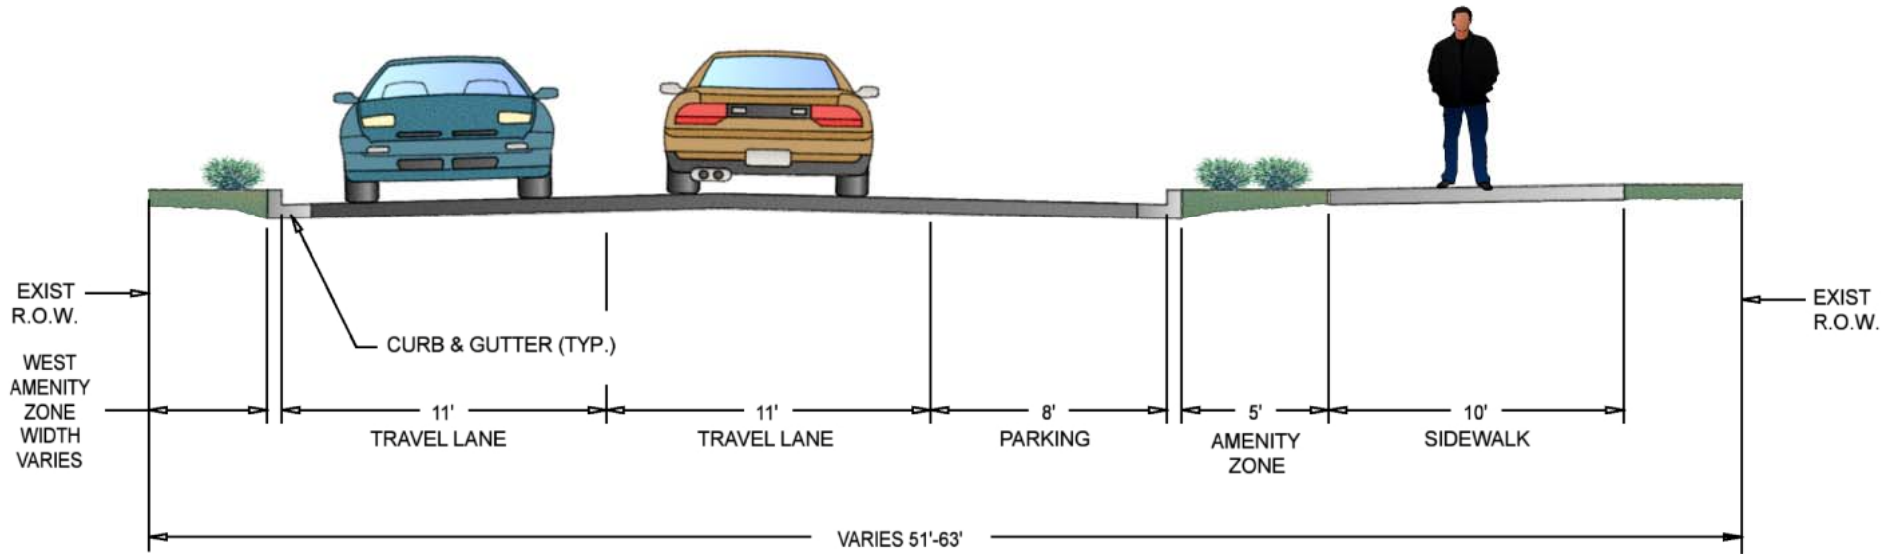 EXIST
R.O.W.
EXIST
R.O.W.
CURB & GUTTER (TYP.)
WEST
AMENITY
ZONE
WIDTH
VARIES
11'
TRAVEL LANE
11'
TRAVEL LANE
8'
PARKING
5'
AMENITY
ZONE
10'
SIDEWALK
VARIES 51'-63'